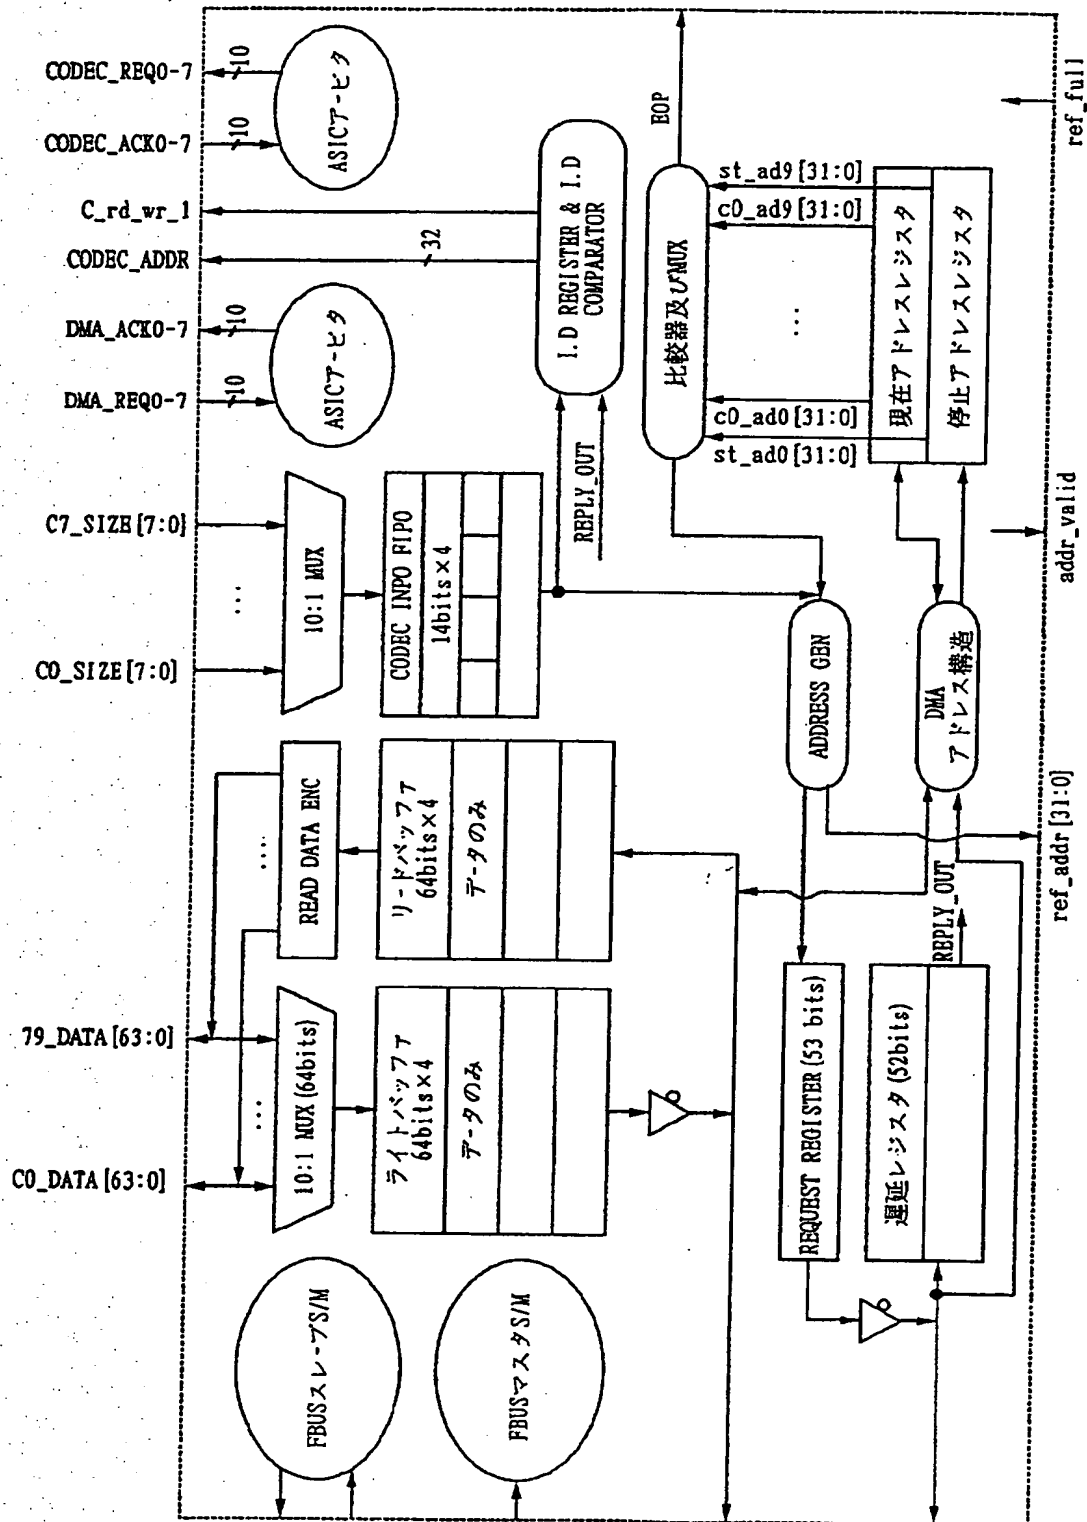 CODEC_REQ0-7
10
CODEC_ACK0-7
10
ASICアービタ
C_rd_wr_1
CODEC_ADDR
32
DMA_ACK0-7
10
DMA_REQ0-7
10
ASICアービタ
I.D REGISTER & I.D
COMPARATOR
REPLY_OUT
EOP
比較器及びMUX
st_ad9[31:0]
c0_ad9[31:0]
...
c0_ad0[31:0]
st_ad0[31:0]
現在アドレスレジスタ
停止アドレスレジスタ
ref_full
C7_SIZE[7:0]
...
C0_SIZE[7:0]
10:1 MUX
CODEC INPO FIPO
14bits×4
ADDRESS GEN
DMA
アドレス構造
addr_valid
ref_addr[31:0]
READ DATA ENC
....
リードバッファ
64bits×4
データのみ
79_DATA[63:0]
...
C0_DATA[63:0]
10:1 MUX(64bits)
ライトバッファ
64bits×4
データのみ
REQUEST REGISTER(53 bits)
遅延レジスタ(52bits)
REPLY_OUT
FBUSスレーブS/M
FBUSマスタS/M